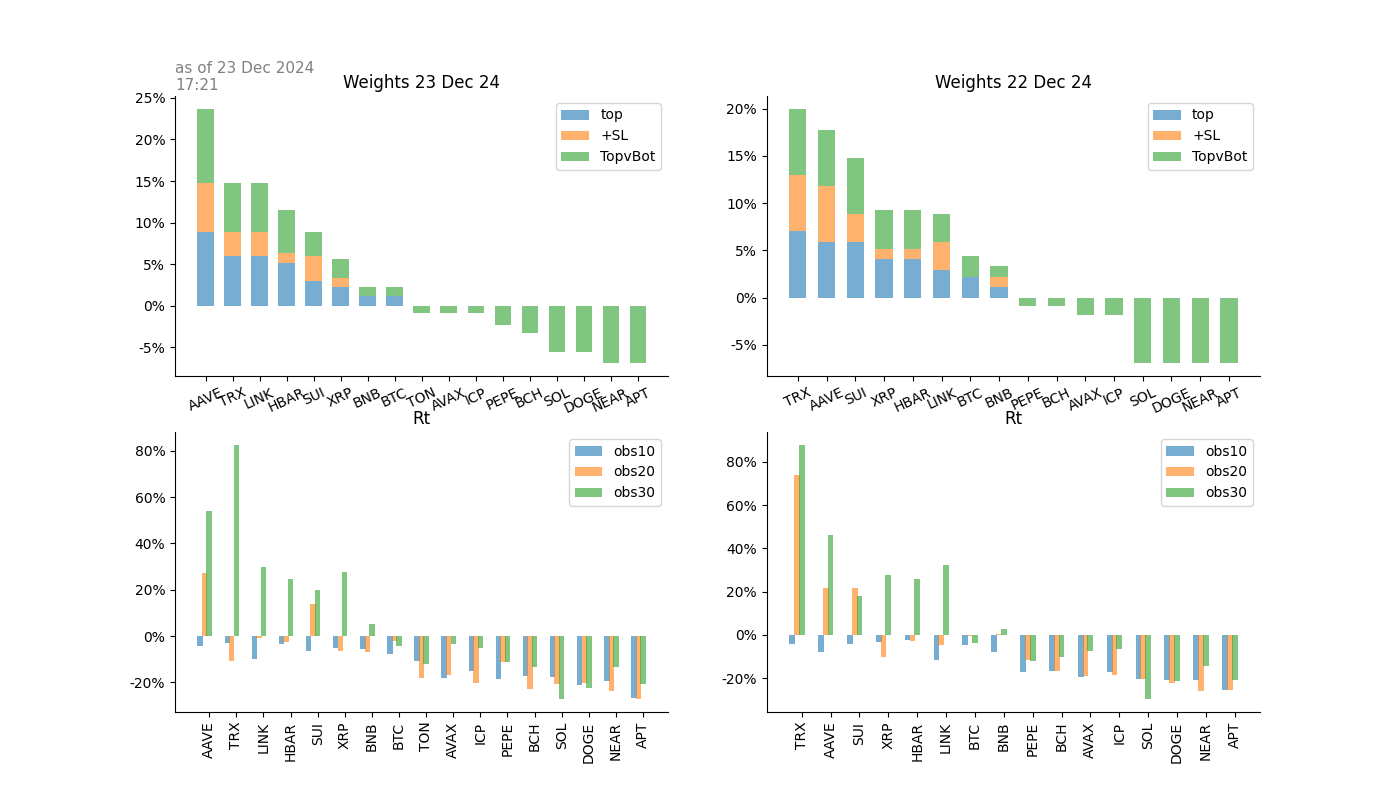 as of 23 Dec 2024
17:21
Weights 23 Dec 24
25%
20%
15%
10%
5%
0%
-5%
top
+SL
TopvBot
AAVE TRX LINK HBAR SUI XRP BNB BTC TON AVAX ICP PEPE BCH SOL DOGE NEAR APT
Weights 22 Dec 24
20%
15%
10%
5%
0%
-5%
top
+SL
TopvBot
TRX AAVE SUI XRP HBAR LINK BTC BNB PEPE BCH AVAX ICP SOL DOGE NEAR APT
Rt
80%
60%
40%
20%
0%
-20%
obs10
obs20
obs30
AAVE TRX LINK HBAR SUI XRP BNB BTC TON AVAX ICP PEPE BCH SOL DOGE NEAR APT
Rt
80%
60%
40%
20%
0%
-20%
obs10
obs20
obs30
TRX AAVE SUI XRP HBAR LINK BTC BNB PEPE BCH AVAX ICP SOL DOGE NEAR APT